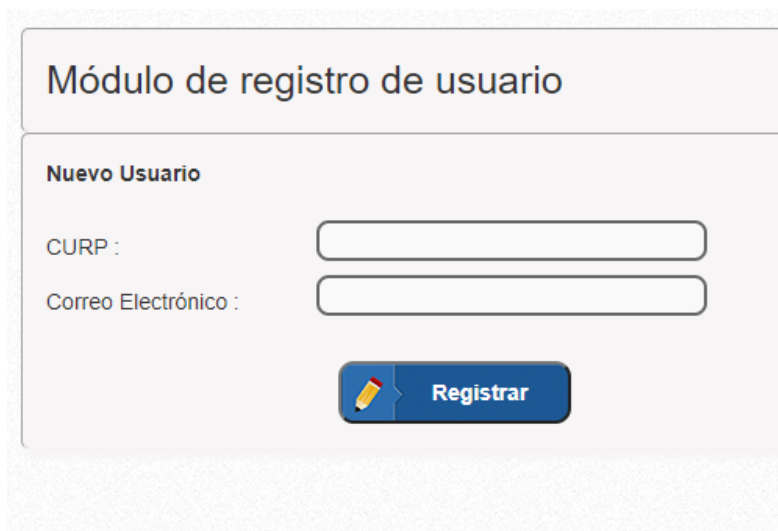 Módulo de registro de usuario
Nuevo Usuario
CURP :
Correo Electrónico :
Registrar